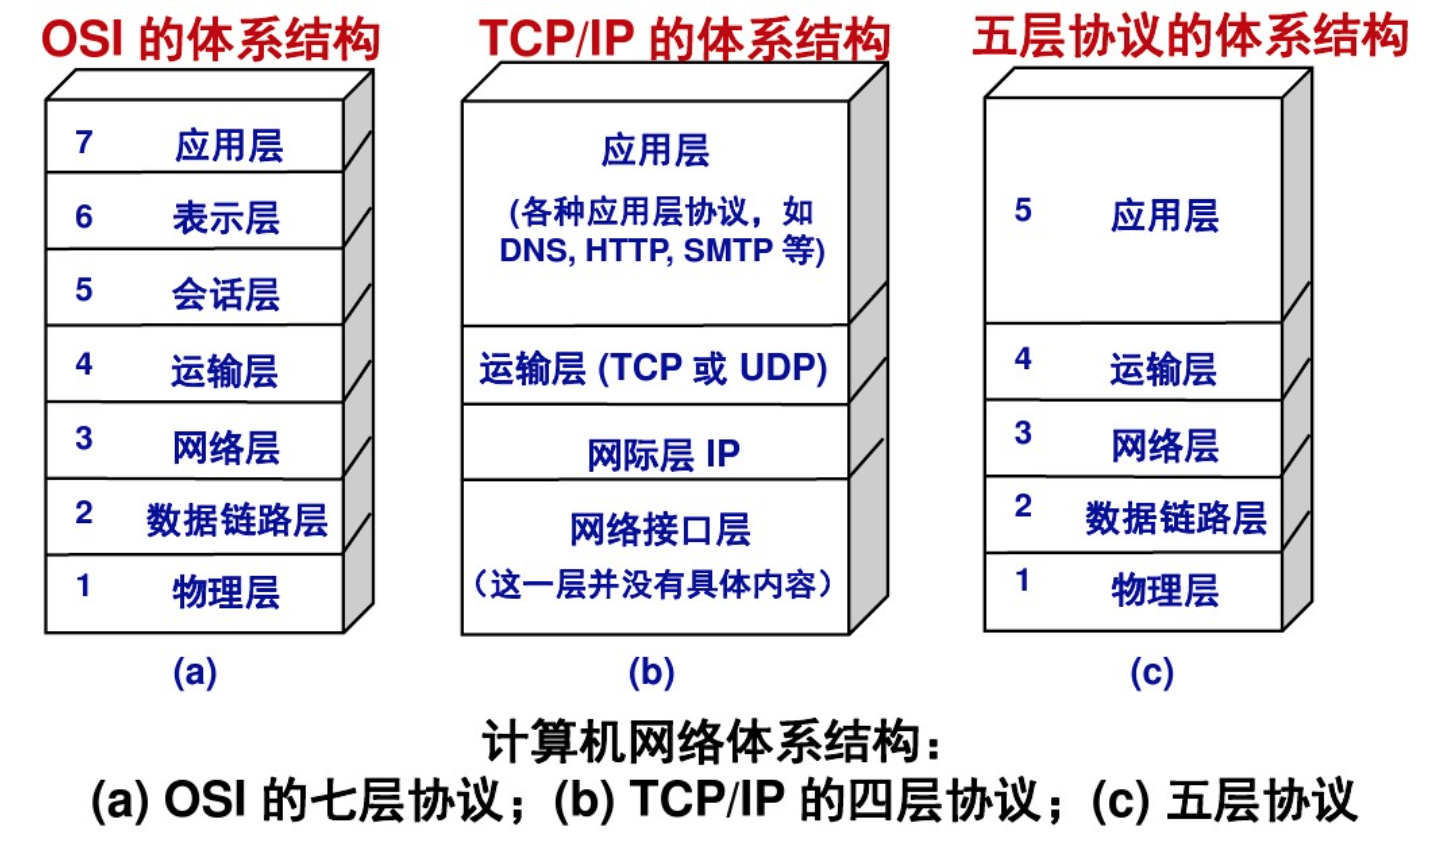 OSI 的体系结构
7 应用层
6 表示层
5 会话层
4 运输层
3 网络层
2 数据链路层
1 物理层
(a)
TCP/IP 的体系结构
应用层
(各种应用层协议，如
DNS, HTTP, SMTP 等)
运输层 (TCP 或 UDP)
网际层 IP
网络接口层
（这一层并没有具体内容）
(b)
五层协议的体系结构
5 应用层
4 运输层
3 网络层
2 数据链路层
1 物理层
(c)
计算机网络体系结构：
(a) OSI 的七层协议；(b) TCP/IP 的四层协议；(c) 五层协议